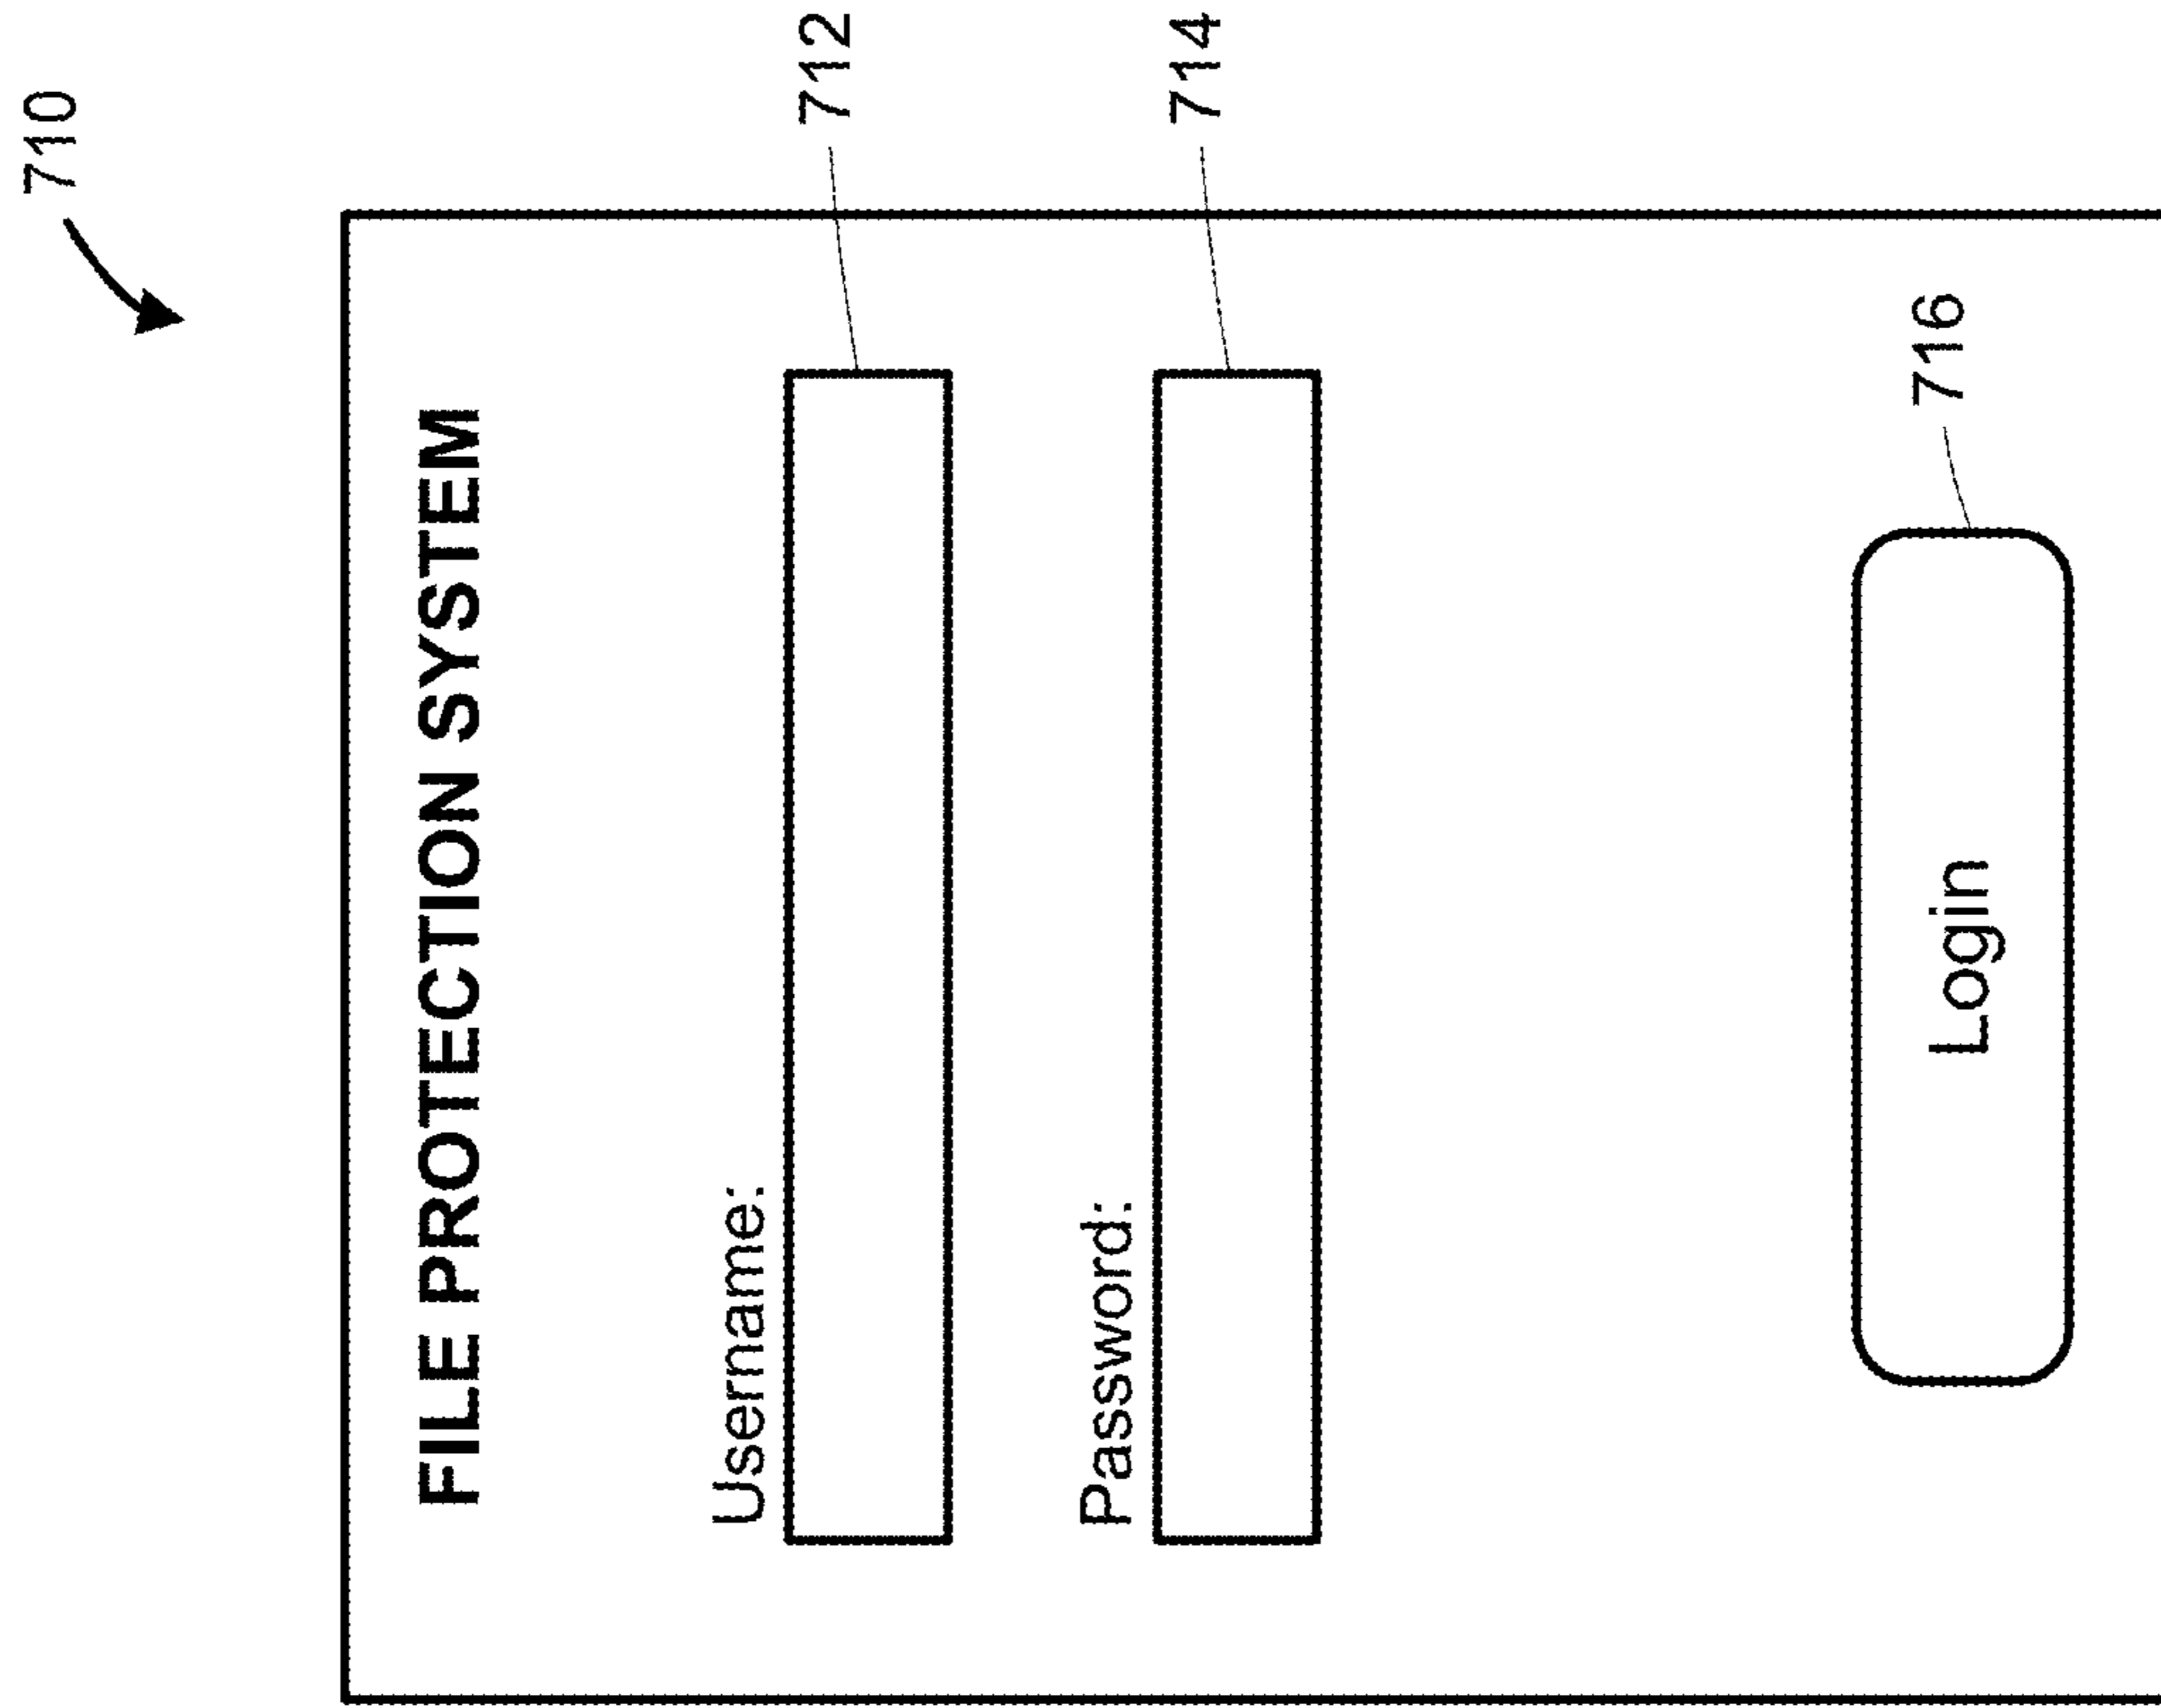 710
FILE PROTECTION SYSTEM
Username:
712
Password:
714
716
Login